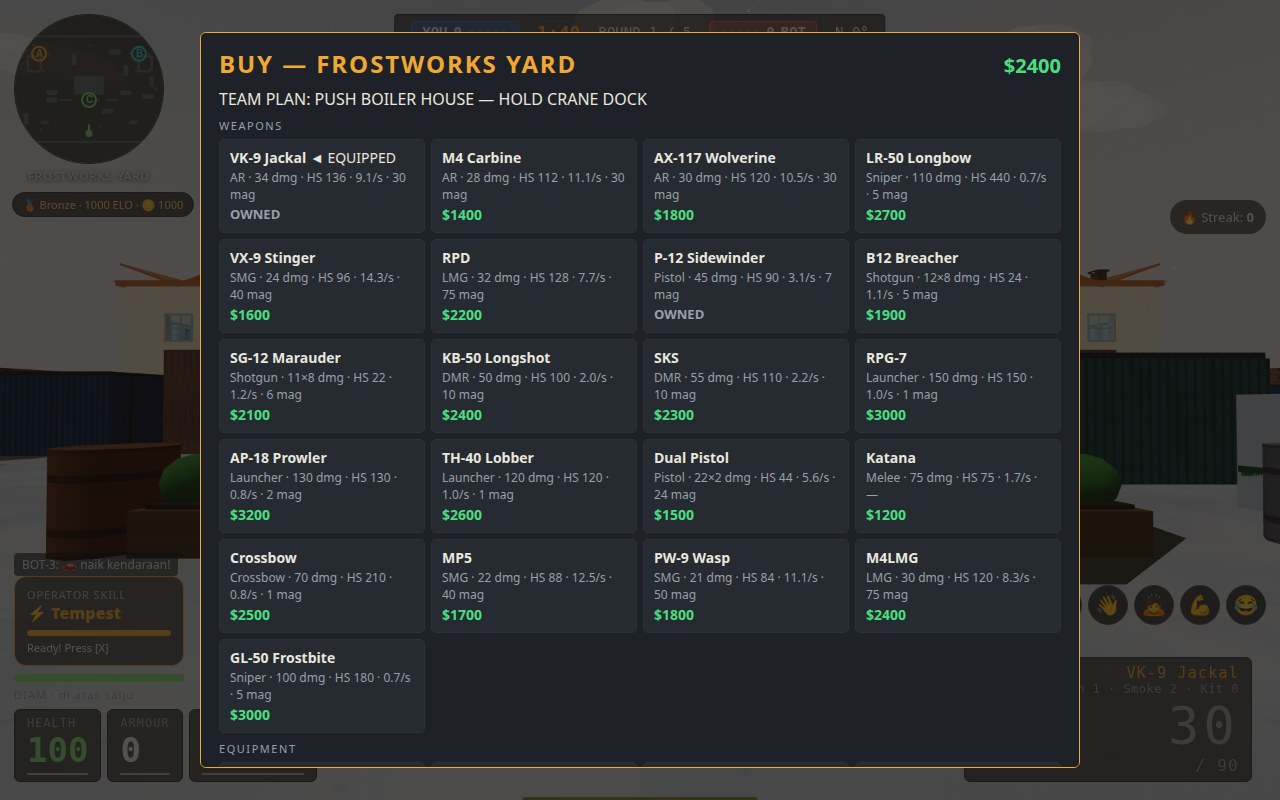 YOU 0
1:40
ROUND 1 / 5
0 BOT
N 0°
BUY — FROSTWORKS YARD
$2400
TEAM PLAN: PUSH BOILER HOUSE — HOLD CRANE DOCK
WEAPONS
VK-9 Jackal ◄ EQUIPPED
AR · 34 dmg · HS 136 · 9.1/s · 30
mag
OWNED
M4 Carbine
AR · 28 dmg · HS 112 · 11.1/s · 30
mag
$1400
AX-117 Wolverine
AR · 30 dmg · HS 120 · 10.5/s · 30
mag
$1800
LR-50 Longbow
Sniper · 110 dmg · HS 440 · 0.7/s
· 5 mag
$2700
VX-9 Stinger
SMG · 24 dmg · HS 96 · 14.3/s ·
40 mag
$1600
RPD
LMG · 32 dmg · HS 128 · 7.7/s ·
75 mag
$2200
P-12 Sidewinder
Pistol · 45 dmg · HS 90 · 3.1/s · 7
mag
OWNED
B12 Breacher
Shotgun · 12×8 dmg · HS 24 ·
1.1/s · 5 mag
$1900
SG-12 Marauder
Shotgun · 11×8 dmg · HS 22 ·
1.2/s · 6 mag
$2100
KB-50 Longshot
DMR · 50 dmg · HS 100 · 2.0/s ·
10 mag
$2400
SKS
DMR · 55 dmg · HS 110 · 2.2/s ·
10 mag
$2300
RPG-7
Launcher · 150 dmg · HS 150 ·
1.0/s · 1 mag
$3000
AP-18 Prowler
Launcher · 130 dmg · HS 130 ·
0.8/s · 2 mag
$3200
TH-40 Lobber
Launcher · 120 dmg · HS 120 ·
1.0/s · 1 mag
$2600
Dual Pistol
Pistol · 22×2 dmg · HS 44 · 5.6/s ·
24 mag
$1500
Katana
Melee · 75 dmg · HS 75 · 1.7/s ·
—
$1200
Crossbow
Crossbow · 70 dmg · HS 210 ·
0.8/s · 1 mag
$2500
MP5
SMG · 22 dmg · HS 88 · 12.5/s ·
40 mag
$1700
PW-9 Wasp
SMG · 21 dmg · HS 84 · 11.1/s ·
50 mag
$1800
M4LMG
LMG · 30 dmg · HS 120 · 8.3/s ·
75 mag
$2400
GL-50 Frostbite
Sniper · 100 dmg · HS 180 · 0.7/s
· 5 mag
$3000
EQUIPMENT
A
B
C
FROSTWORKS YARD
Bronze · 1000 ELO · 1000
Streak: 0
BOT-3: naik kendaraan!
OPERATOR SKILL
Tempest
Ready! Press [X]
DIAM · di atas salju
HEALTH
100
ARMOUR
0
VK-9 Jackal
1 · Smoke 2 · Kit 0
30
/ 90